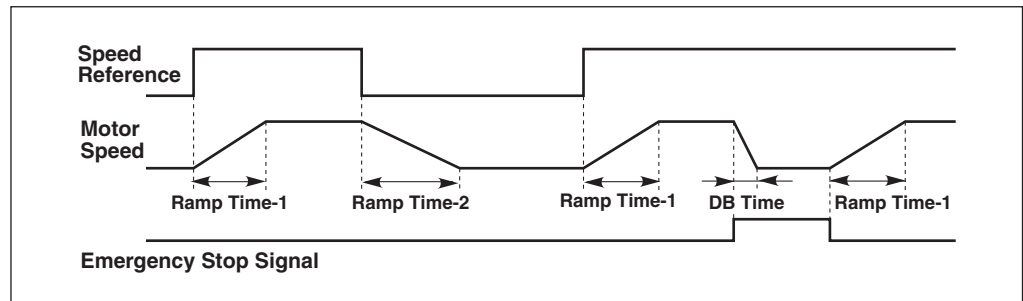 Speed
Reference
Motor
Speed
Ramp Time-1
Ramp Time-2
Ramp Time-1
DB Time
Ramp Time-1
Emergency Stop Signal